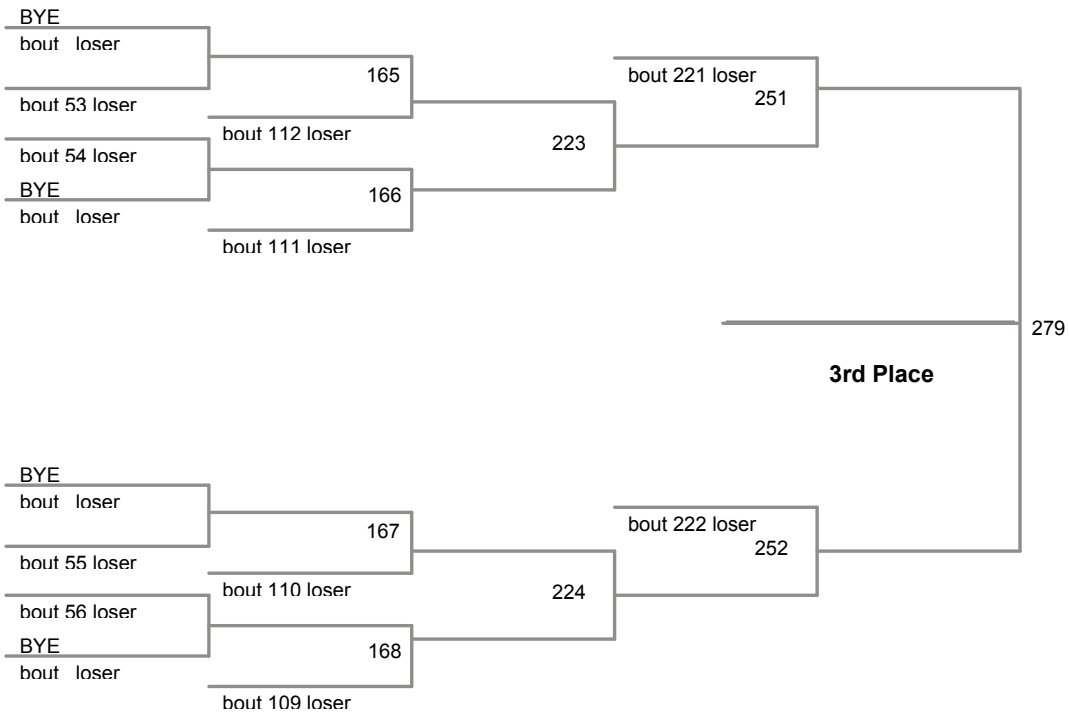 BYE
bout loser
165
bout 221 loser
251
bout 53 loser
bout 112 loser
223
bout 54 loser
BYE
166
bout loser
bout 111 loser
279
3rd Place
BYE
bout loser
167
bout 222 loser
252
bout 55 loser
bout 110 loser
224
bout 56 loser
BYE
168
bout loser
bout 109 loser